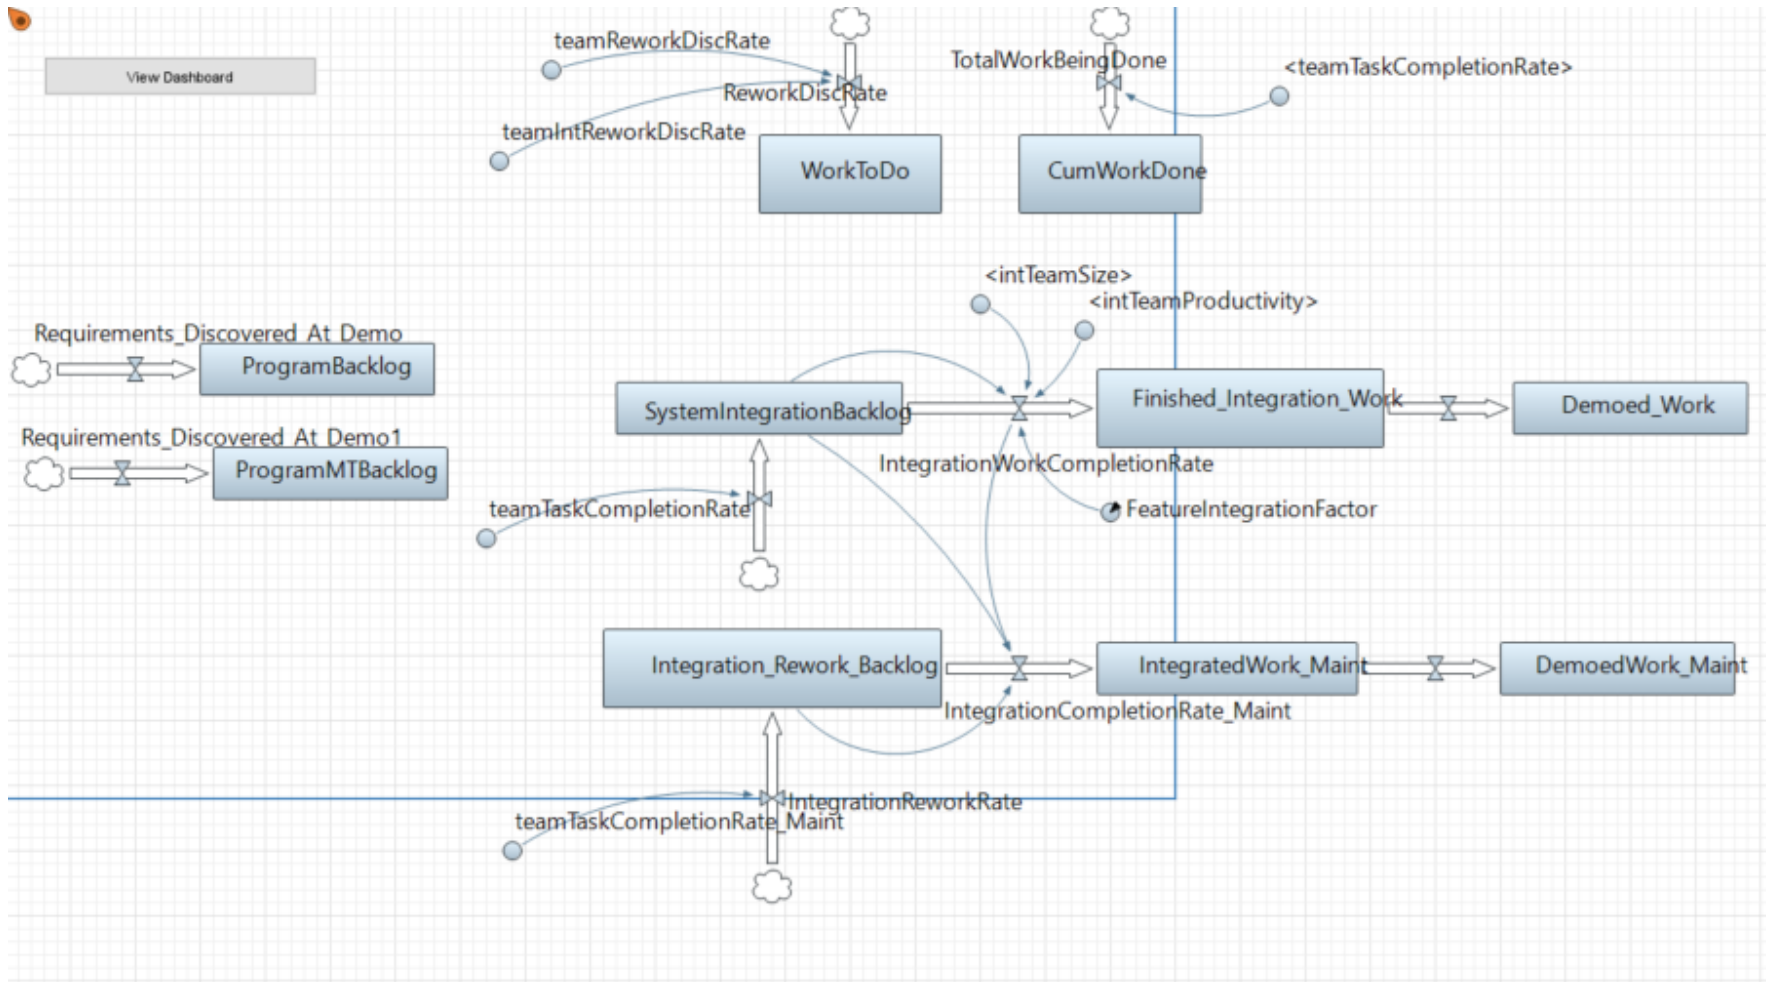 teamReworkDiscRate
TotalWorkBeingDone
<teamTaskCompletionRate>
View Dashboard
ReworkDiscRate
teamIntReworkDiscRate
WorkToDo
CumWorkDone
<intTeamSize>
<intTeamProductivity>
Requirements_Discovered_At_Demo
ProgramBacklog
Finished_Integration_Work
Demoed_Work
SystemIntegrationBacklog
Requirements_Discovered_At_Demo1
ProgramMTBacklog
IntegrationWorkCompletionRate
teamTaskCompletionRate
FeatureIntegrationFactor
Integration_Rework_Backlog
IntegratedWork_Maint
DemoedWork_Maint
IntegrationCompletionRate_Maint
IntegrationReworkRate
teamTaskCompletionRate_Maint